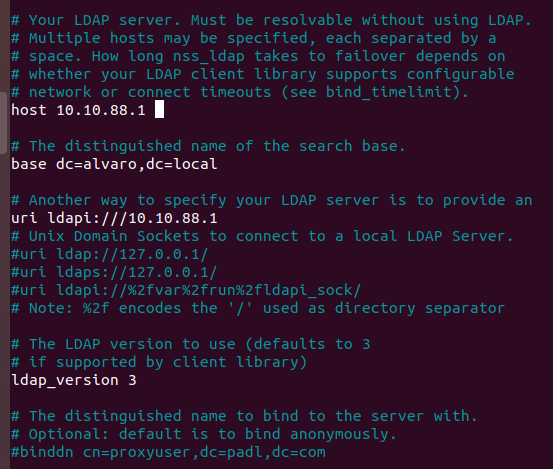 # Your LDAP server. Must be resolvable without using LDAP.
# Multiple hosts may be specified, each separated by a
# space. How long nss_ldap takes to failover depends on
# whether your LDAP client library supports configurable
# network or connect timeouts (see bind_timelimit).
host 10.10.88.1
# The distinguished name of the search base.
base dc=alvaro,dc=local
# Another way to specify your LDAP server is to provide an
uri ldapi:///10.10.88.1
# Unix Domain Sockets to connect to a local LDAP Server.
#uri ldap://127.0.0.1/
#uri ldaps://127.0.0.1/
#uri ldapi://%2fvar%2frun%2fldapi_sock/
# Note: %2f encodes the '/' used as directory separator
# The LDAP version to use (defaults to 3
# if supported by client library)
ldap_version 3
# The distinguished name to bind to the server with.
# Optional: default is to bind anonymously.
#binddn cn=proxyuser,dc=padl,dc=com